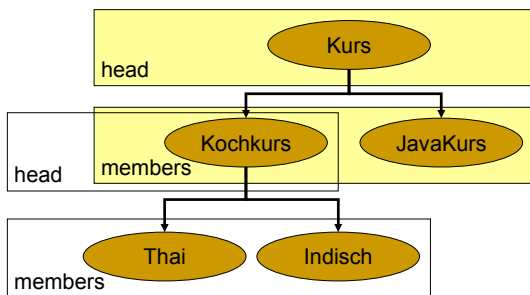 Kurs
head
Kochkurs JavaKurs
members
head
Thai Indisch
members